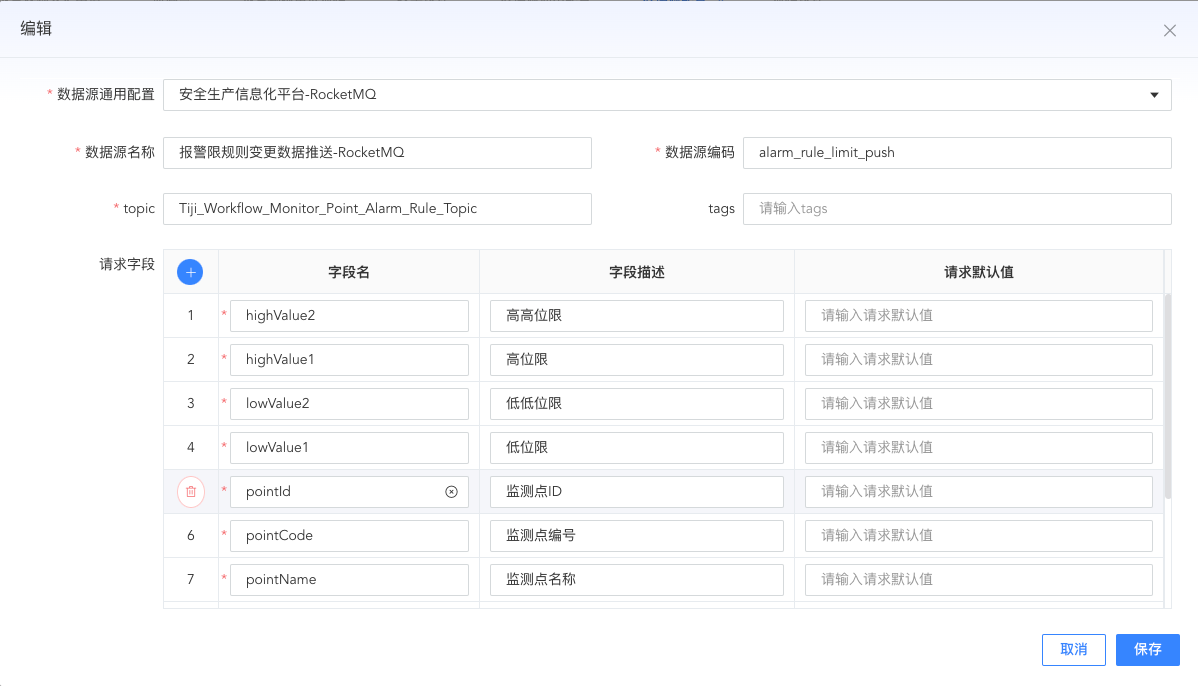 编辑
* 数据源通用配置 安全生产信息化平台-RocketMQ
* 数据源名称 报警限规则变更数据推送-RocketMQ * 数据源编码 alarm_rule_limit_push
* topic Tiji_Workflow_Monitor_Point_Alarm_Rule_Topic tags 请输入tags
请求字段 字段名 字段描述 请求默认值
1 * highValue2 高高位限 请输入请求默认值
2 * highValue1 高位限 请输入请求默认值
3 * lowValue2 低低位限 请输入请求默认值
4 * lowValue1 低位限 请输入请求默认值
* pointId 监测点ID 请输入请求默认值
6 * pointCode 监测点编号 请输入请求默认值
7 * pointName 监测点名称 请输入请求默认值
取消 保存